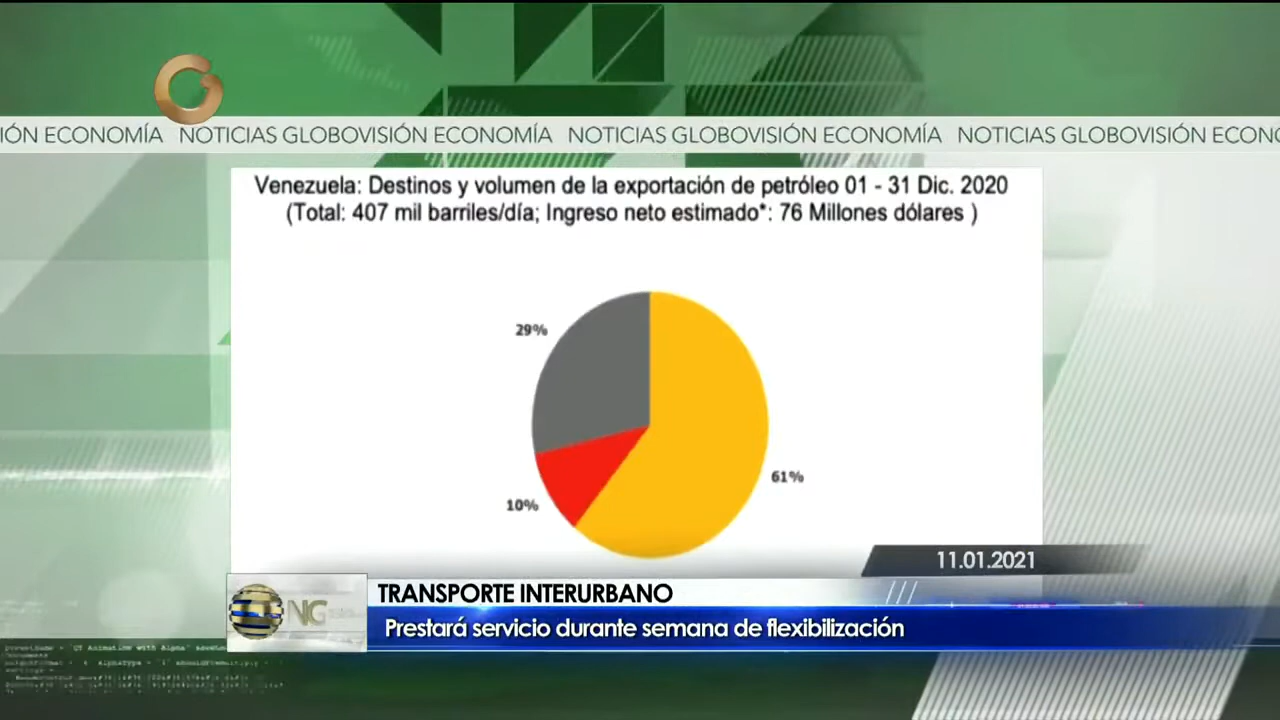 IÓN ECONOMÍA NOTICIAS GLOBOVISIÓN ECONOMÍA NOTICIAS GLOBOVISIÓN ECONOMÍA NOTICIAS GLOBOVISIÓN ECONO
Venezuela: Destinos y volumen de la exportación de petróleo 01 - 31 Dic. 2020
(Total: 407 mil barriles/día; Ingreso neto estimado*: 76 Millones dólares )
29%
61%
10%
11.01.2021
TRANSPORTE INTERURBANO
NG
Prestará servicio durante semana de flexibilización